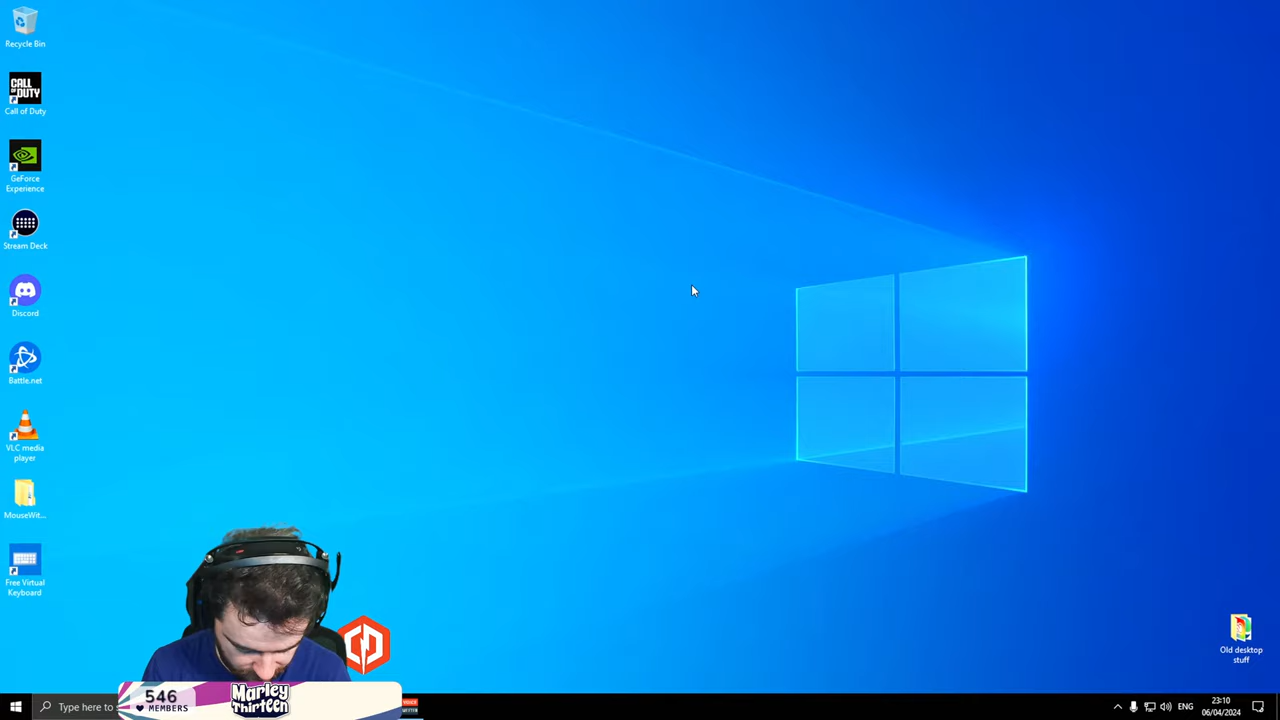 Recycle Bin
Call of Duty
GeForce
Experience
Stream Deck
Discord
Battle.net
VLC media
player
MouseWit...
Free Virtual
Keyboard
CALL
OF
DUTY
Old desktop
stuff
546
MEMBERS
Marley
Thirteen
Type here to
VOICE
ENG
23:10
06/04/2024